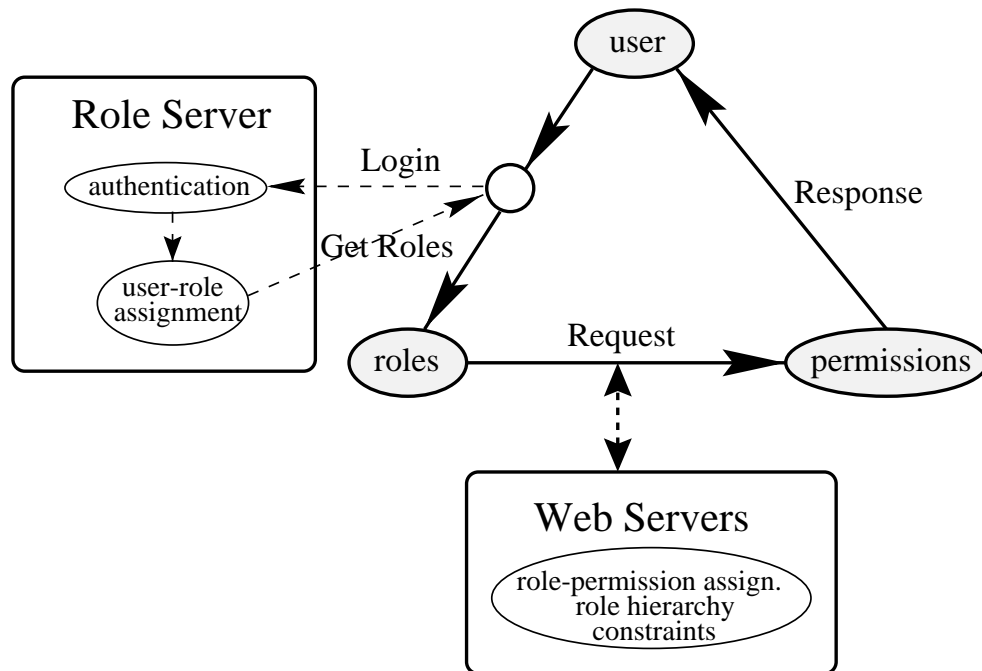 user
Role Server
Login
authentication
Response
Get Roles
user-role
assignment
Request
roles
permissions
Web Servers
role-permission assign.
role hierarchy
constraints